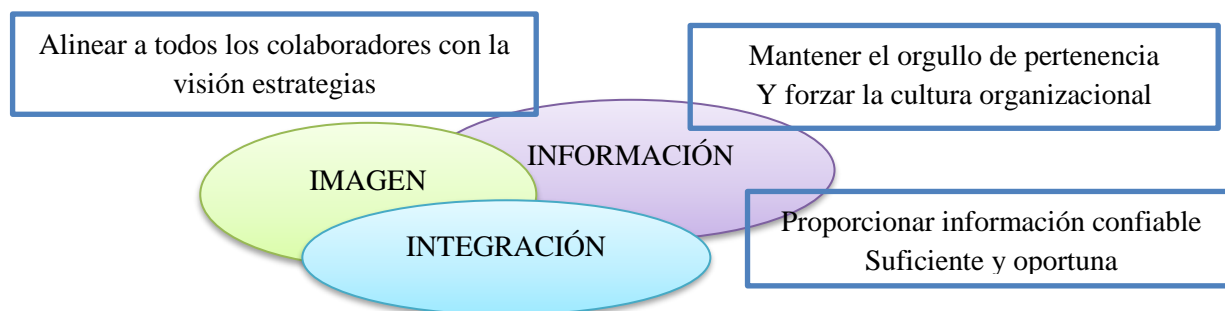 Alinear a todos los colaboradores con la
visión estrategias
Mantener el orgullo de pertenencia
Y forzar la cultura organizacional
INFORMACIÓN
IMAGEN
INTEGRACIÓN
Proporcionar información confiable
Suficiente y oportuna